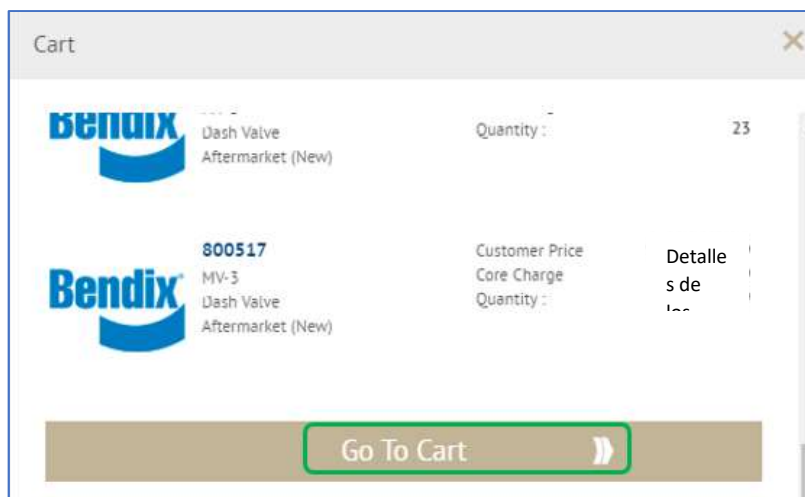 Cart
Bendix
Dash Valve
Aftermarket (New)
Quantity :
23
Bendix
800517
MV-3
Dash Valve
Aftermarket (New)
Customer Price
Core Charge
Quantity :
Detalle
s de
Go To Cart